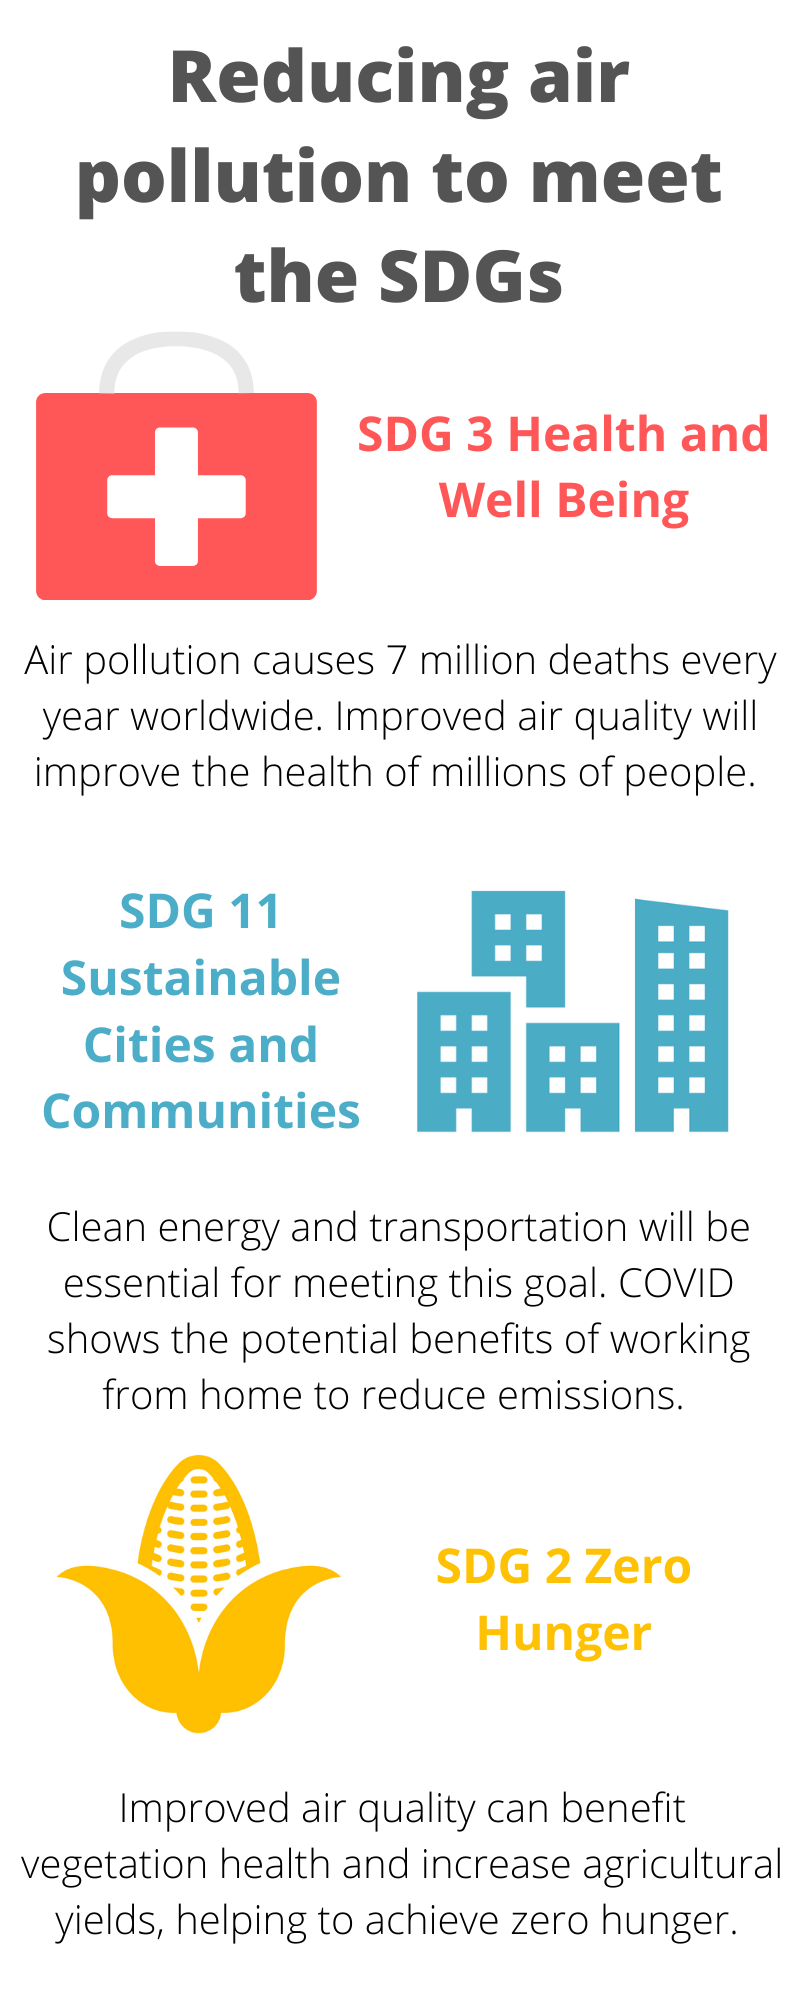 Reducing air
pollution to meet
the SDGs
SDG 3 Health and
Well Being
Air pollution causes 7 million deaths every
year worldwide. Improved air quality will
improve the health of millions of people.
SDG 11
Sustainable
Cities and
Communities
Clean energy and transportation will be
essential for meeting this goal. COVID
shows the potential benefits of working
from home to reduce emissions.
SDG 2 Zero
Hunger
Improved air quality can benefit
vegetation health and increase agricultural
yields, helping to achieve zero hunger.